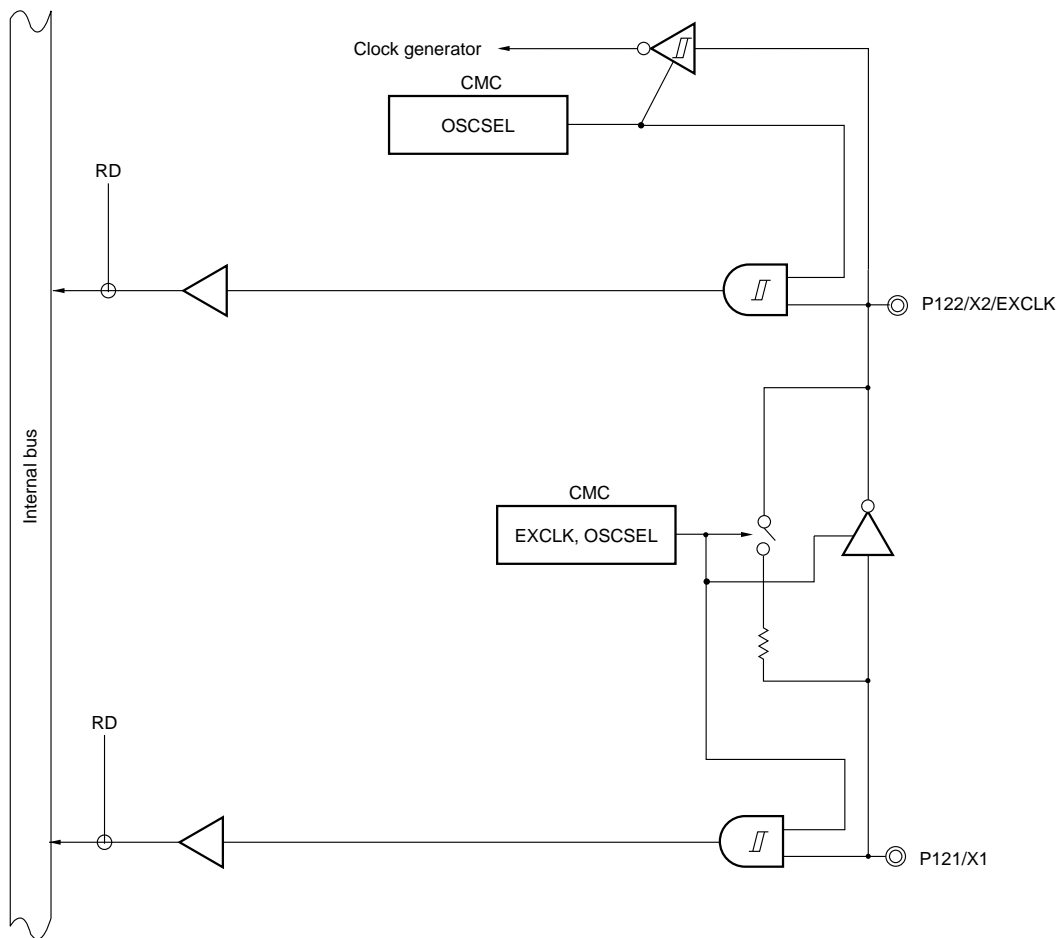 Clock generator
CMC
OSCSEL
RD
P122/X2/EXCLK
Internal bus
CMC
EXCLK, OSCSEL
RD
P121/X1